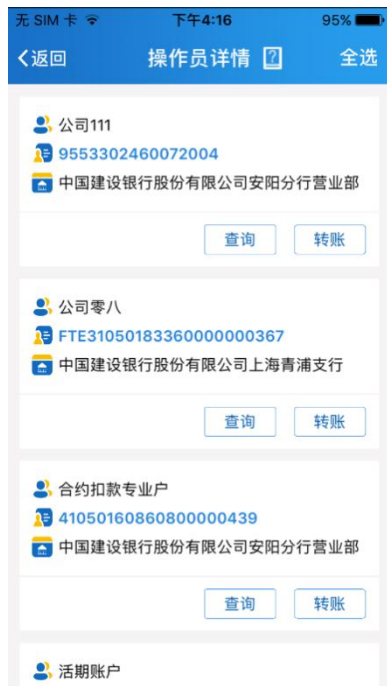 无 SIM 卡 下午4:16 95%
返回 操作员详情 ? 全选
公司111
9553302460072004
中国建设银行股份有限公司安阳分行营业部
查询 转账
公司零八
FTE31050183360000000367
中国建设银行股份有限公司上海青浦支行
查询 转账
合约扣款专业户
41050160860800000439
中国建设银行股份有限公司安阳分行营业部
查询 转账
活期账户